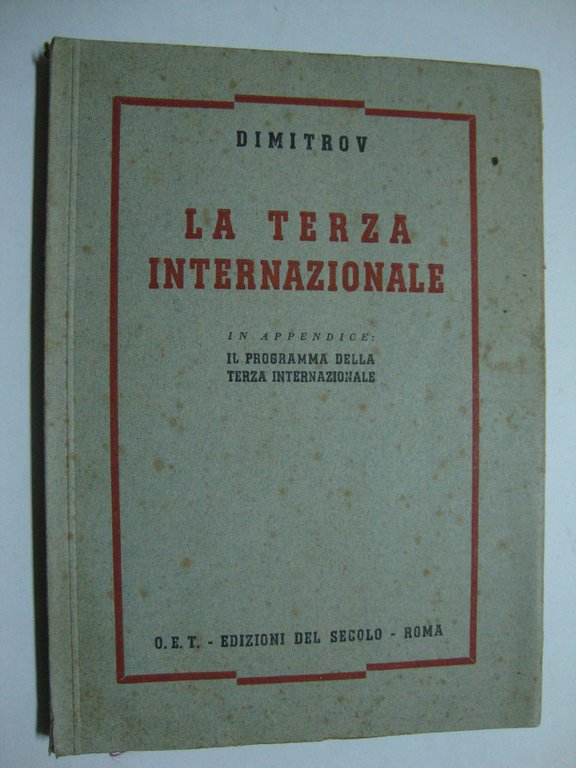 DIMITROV
LA TERZA
INTERNAZIONALE
IN APPENDICE:
IL PROGRAMMA DELLA
TERZA INTERNAZIONALE
O.E.T. - EDIZIONI DEL SECOLO - ROMA